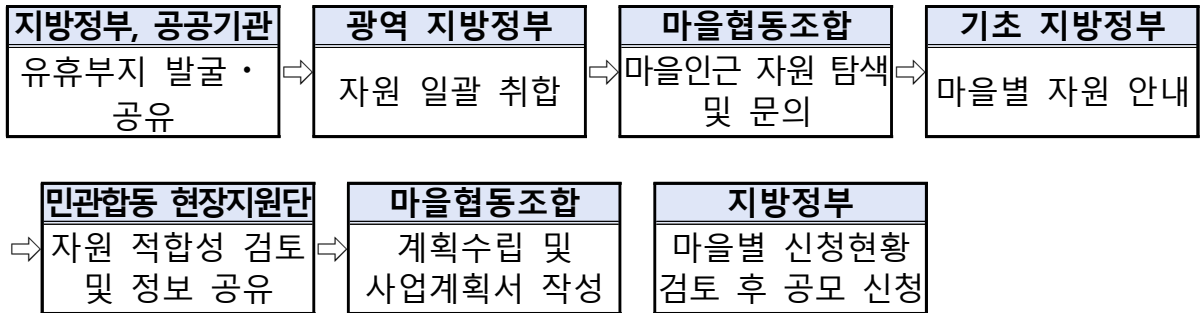 지방정부, 공공기관
유휴부지 발굴·
공유
⇨
광역 지방정부
자원 일괄 취합
⇨
마을협동조합
마을인근 자원 탐색
및 문의
⇨
기초 지방정부
마을별 자원 안내
⇨
민관합동 현장지원단
자원 적합성 검토
및 정보 공유
⇨
마을협동조합
계획수립 및
사업계획서 작성
지방정부
마을별 신청현황
검토 후 공모 신청